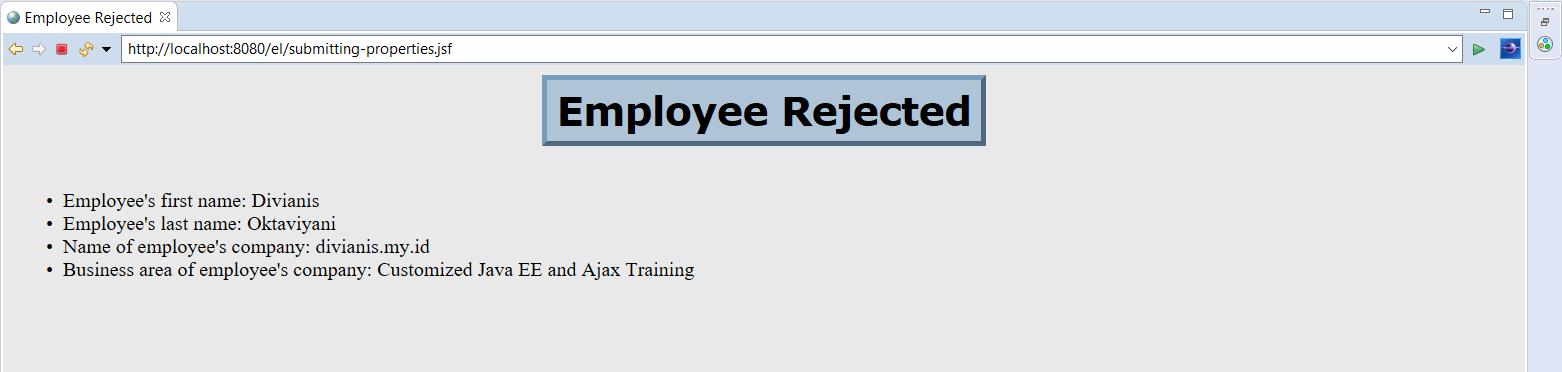 Employee Rejected
http://localhost:8080/el/submitting-properties.jsf
Employee Rejected
• Employee's first name: Divianis
• Employee's last name: Oktaviyani
• Name of employee's company: divianis.my.id
• Business area of employee's company: Customized Java EE and Ajax Training